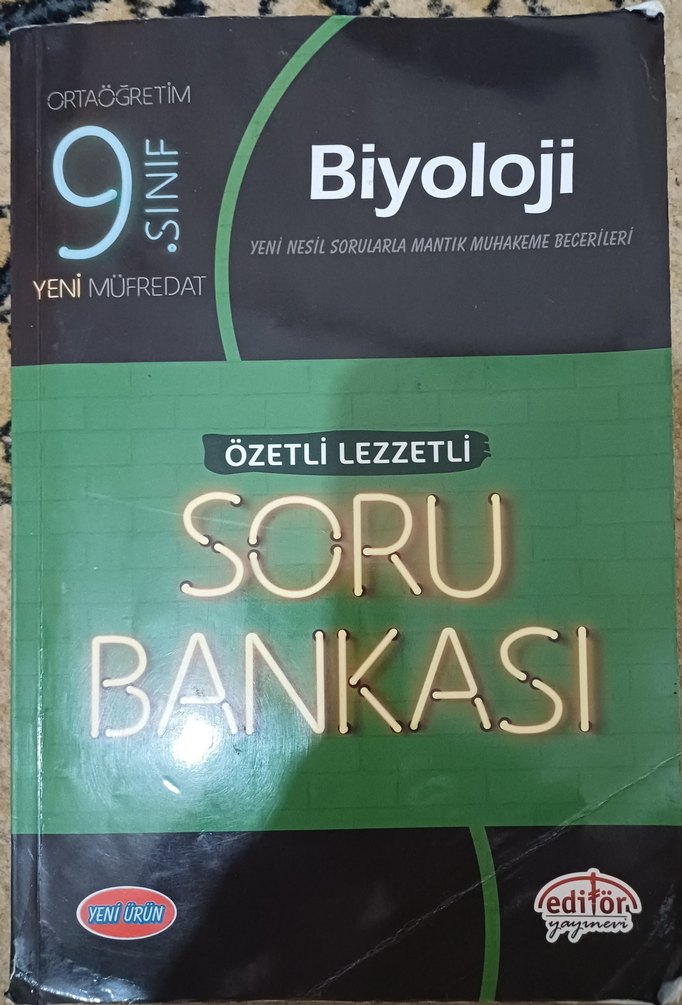 ORTAÖĞRETİM
9.SINIF
YENİ MÜFREDAT
Biyoloji
YENİ NESİL SORULARLA MANTIK MUHAKEME BECERİLERİ
ÖZETLİ LEZZETLİ
SORU
BANKASI
YENİ ÜRÜN
editör
yayınevi